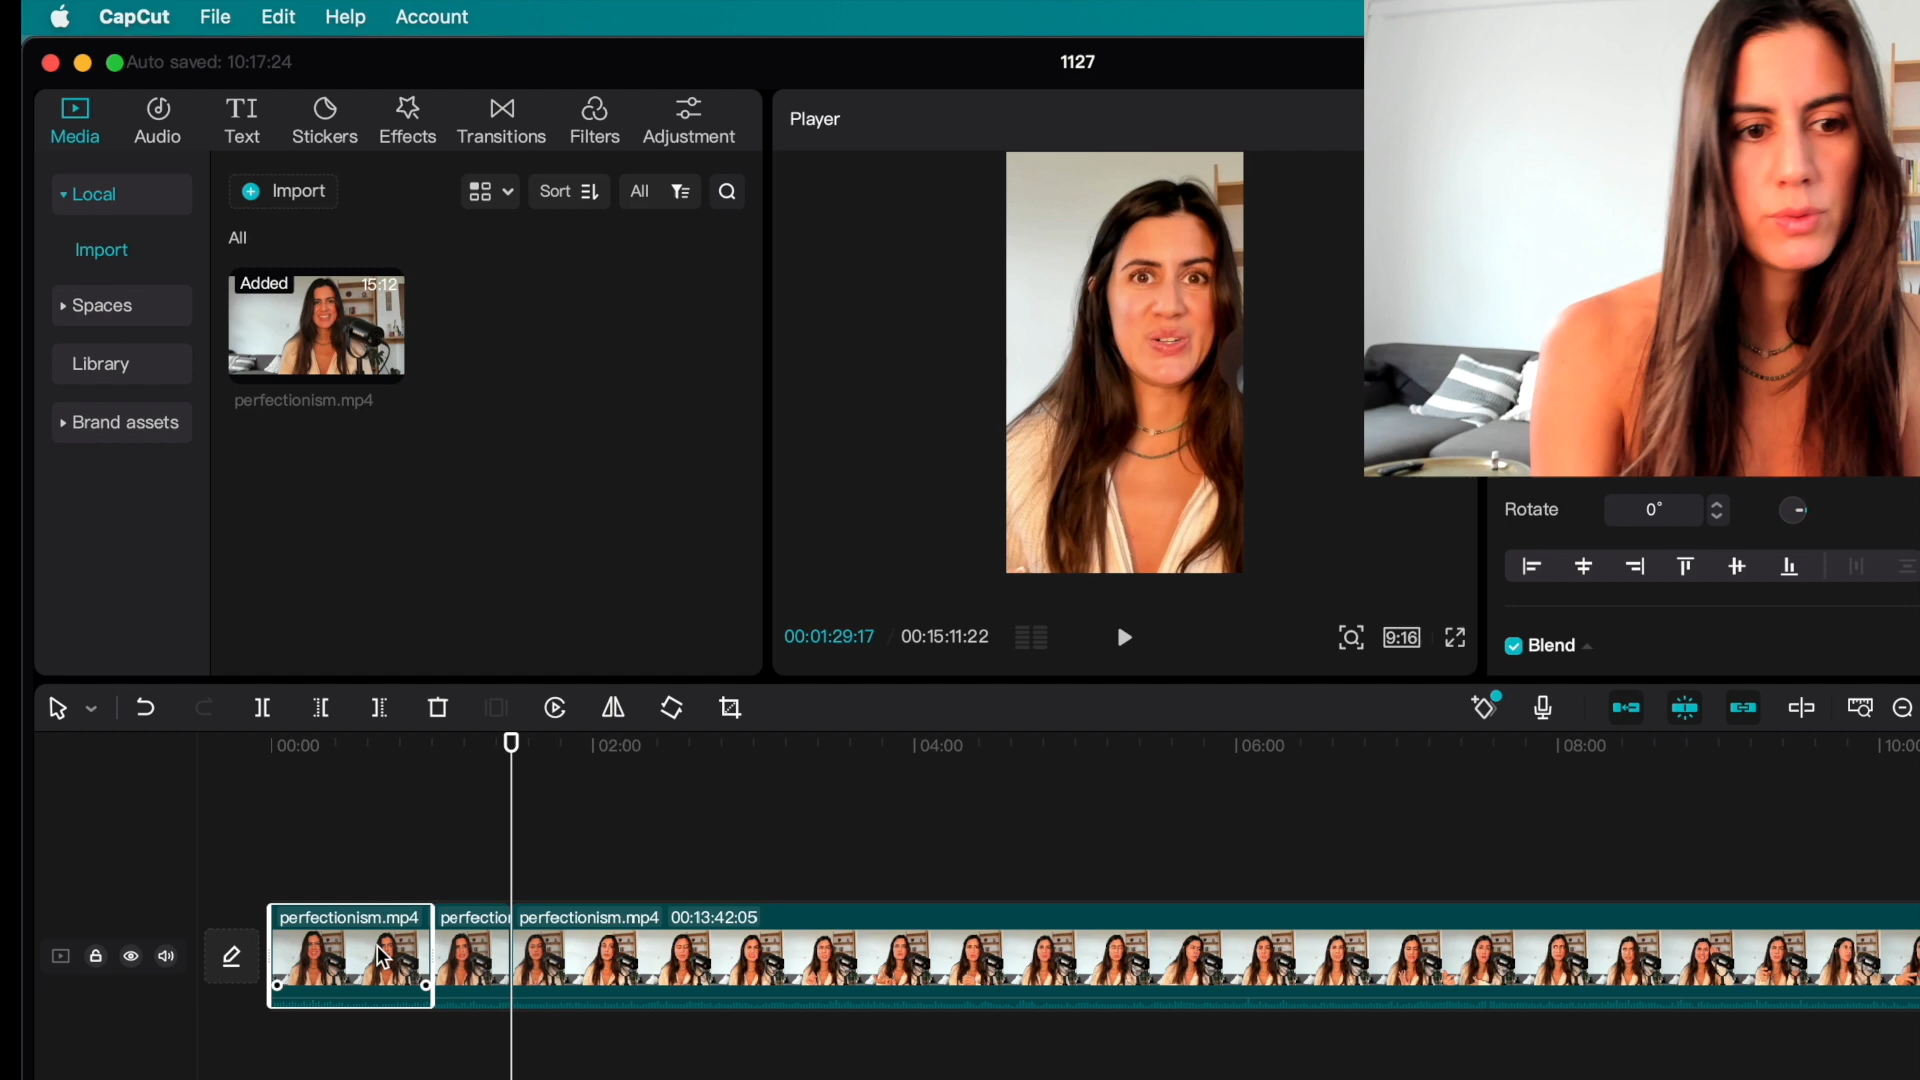 CapCut File Edit Help Account
Auto saved: 10:17:24
1127
Media Audio TI Text Stickers Effects Transitions Filters Adjustment
Player
Local
Import
Sort
All
Import
All
Spaces
Added
15:12
Library
perfectionism.mp4
Brand assets
Rotate 0°
00:01:29:17 / 00:15:11:22
9:16
Blend
00:00 02:00 04:00 06:00 08:00 10:00
perfectionism.mp4 perfection perfectionism.mp4 00:13:42:05